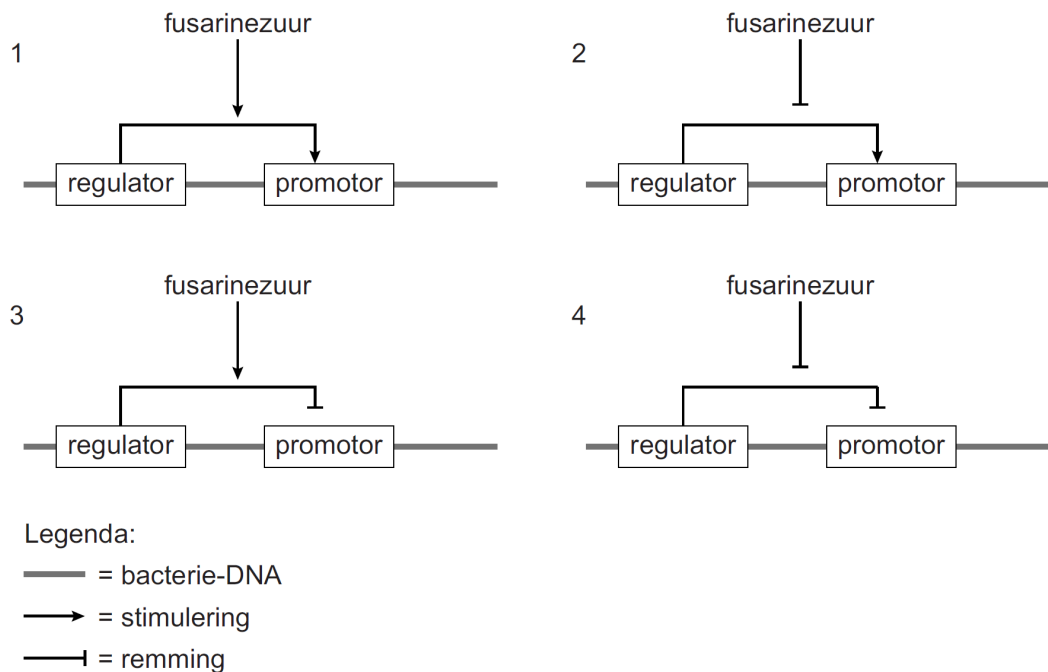 fusarinezuur
1
regulator promotor
fusarinezuur
2
regulator promotor
fusarinezuur
3
regulator promotor
fusarinezuur
4
regulator promotor
Legenda:
= bacterie-DNA
= stimulering
= remming